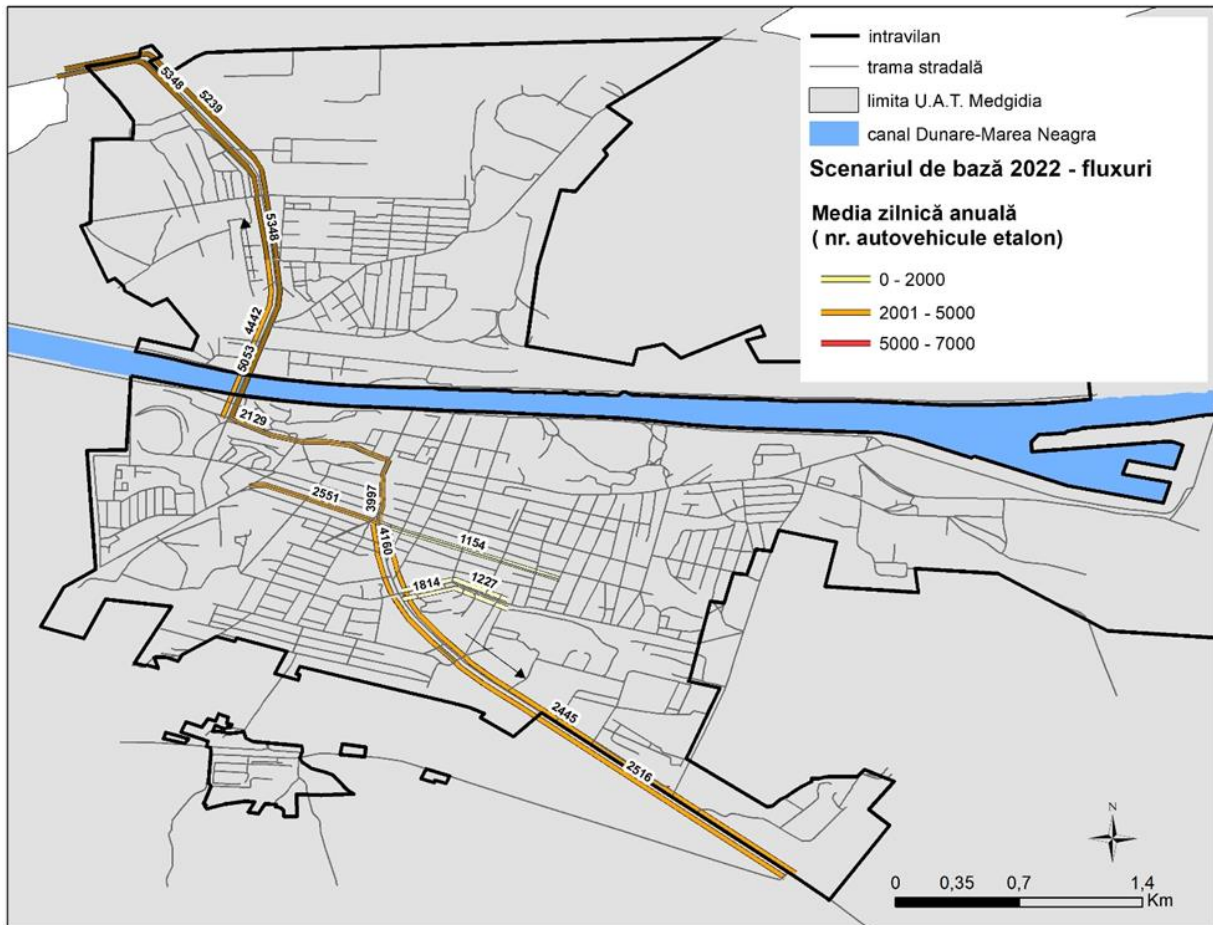 intravilan
trama stradală
limita U.A.T. Medgidia
canal Dunare-Marea Neagra
Scenariul de bază 2022 - fluxuri
Media zilnică anuală
( nr. autovehicule etalon)
0 - 2000
2001 - 5000
5000 - 7000
5348
5239
5348
4442
5053
2129
2551
3997
4160
1154
1814
1227
2445
2516
N
0
0,35
0,7
1,4
Km